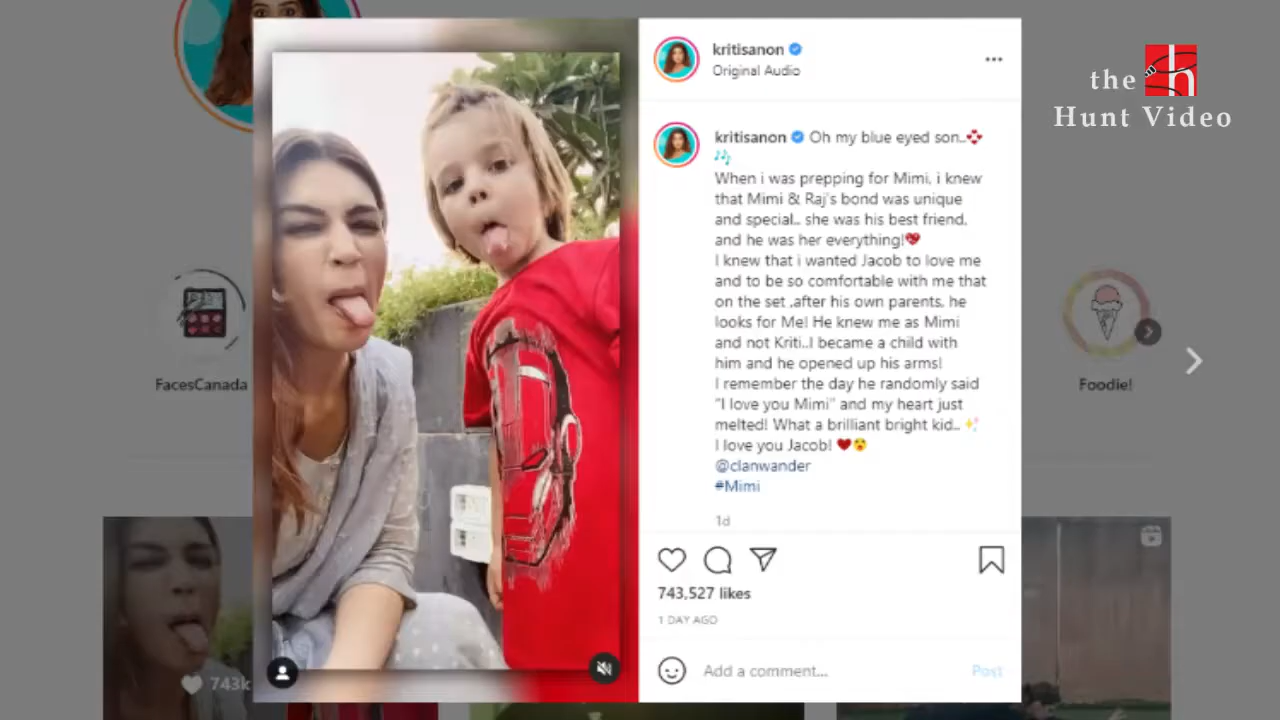 the h
Hunt Video
kritisanon
Original Audio
kritisanon Oh my blue eyed son..
When i was prepping for Mimi, i knew
that Mimi & Raj's bond was unique
and special.. she was his best friend,
and he was her everything!
I knew that i wanted Jacob to love me
and to be so comfortable with me that
on the set ,after his own parents, he
looks for Me! He knew me as Mimi
and not Kriti..I became a child with
him and he opened up his arms!
I remember the day he randomly said
"I love you Mimi" and my heart just
melted! What a brilliant bright kid..
I love you Jacob!
@clanwander
#Mimi
1d
743,527 likes
1 DAY AGO
Add a comment...
Post
FacesCanada
Foodie!
743k